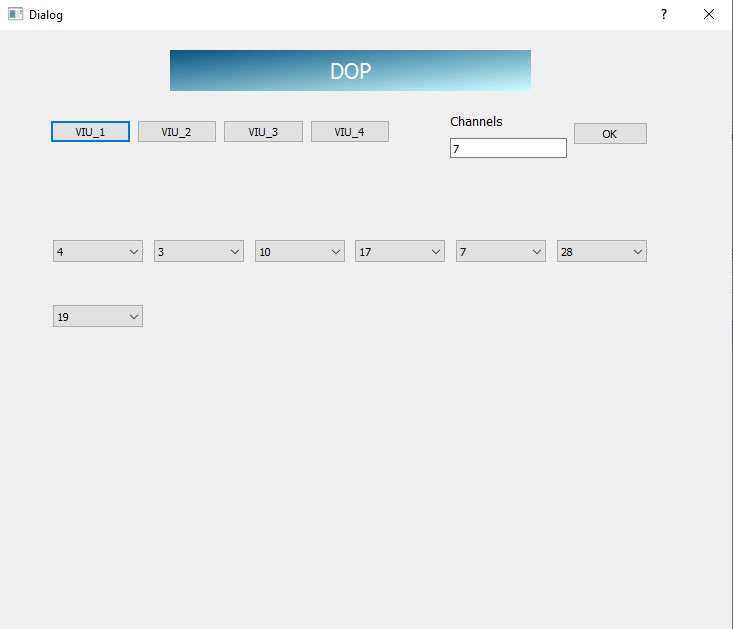 Dialog ?
DOP
Channels
VIU_1 VIU_2 VIU_3 VIU_4 OK
7
4 3 10 17 7 28
19